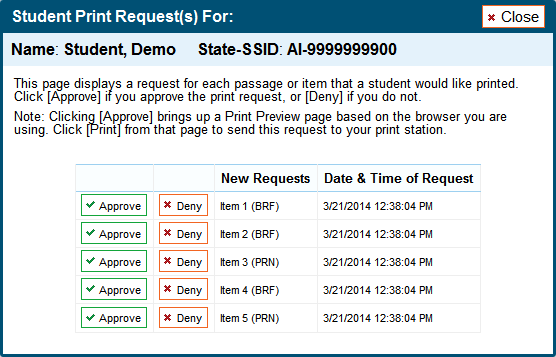 Student Print Request(s) For:
Close
Name: Student, Demo State-SSID: AI-9999999900
This page displays a request for each passage or item that a student would like printed.
Click [Approve] if you approve the print request, or [Deny] if you do not.
Note: Clicking [Approve] brings up a Print Preview page based on the browser you are
using. Click [Print] from that page to send this request to your print station.
New Requests Date & Time of Request
Approve Deny Item 1 (BRF) 3/21/2014 12:38:04 PM
Approve Deny Item 2 (BRF) 3/21/2014 12:38:04 PM
Approve Deny Item 3 (PRN) 3/21/2014 12:38:04 PM
Approve Deny Item 4 (BRF) 3/21/2014 12:38:04 PM
Approve Deny Item 5 (PRN) 3/21/2014 12:38:04 PM